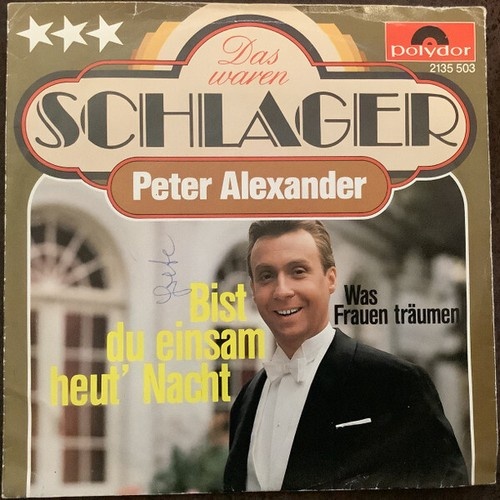 Das
waren
SCHLAGER
Polydor
2135 503
Peter Alexander
Bist
du einsam
heut' Nacht
Was
Frauen träumen